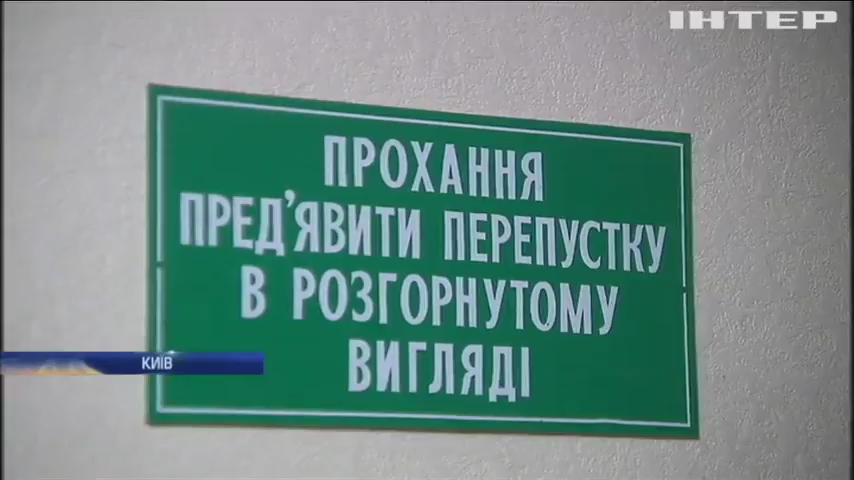 ІНТЕР
ПРОХАННЯ
ПРЕД'ЯВИТИ ПЕРЕПУСТКУ
В РОЗГОРНУТОМУ
ВИГЛЯДІ
КИЇВ